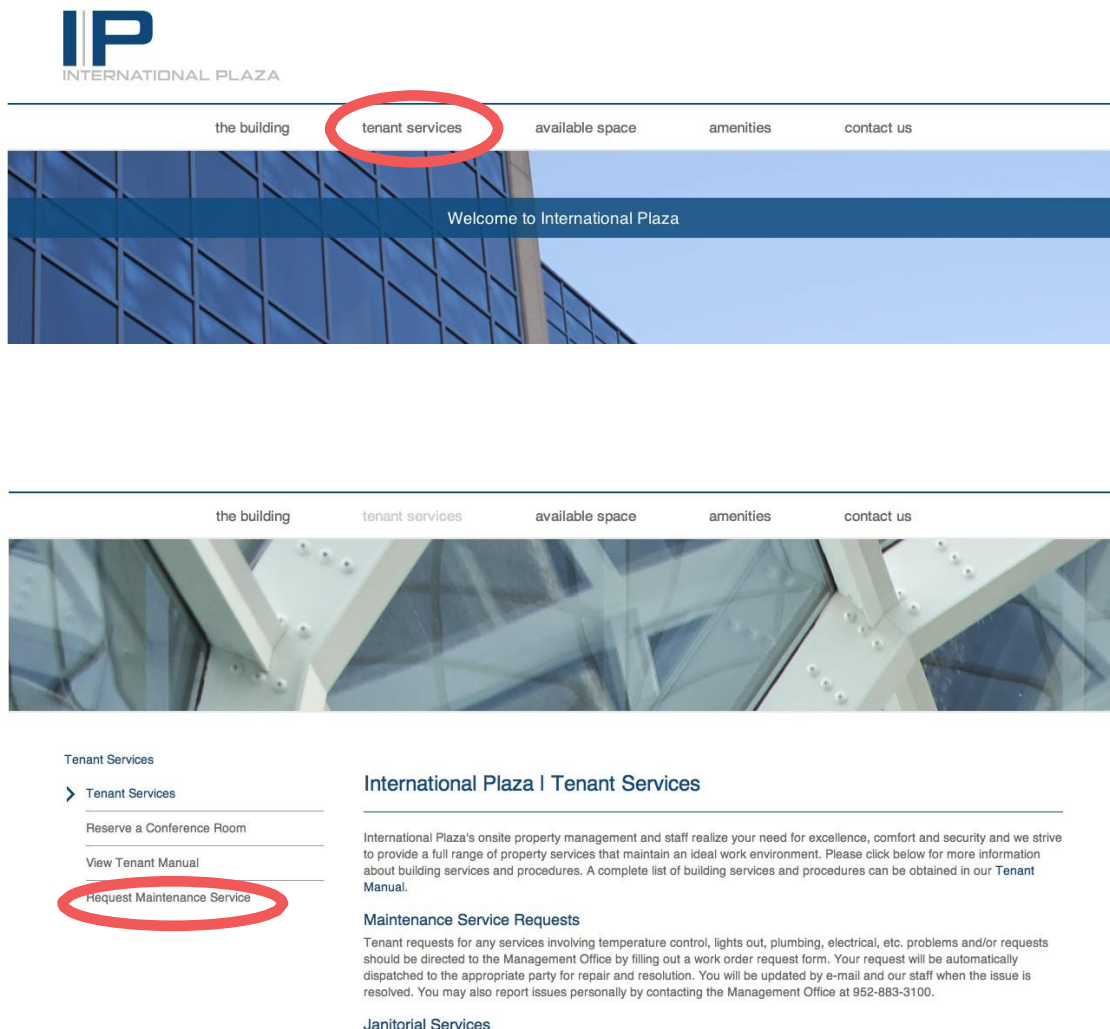 IP
INTERNATIONAL PLAZA
the building tenant services available space amenities contact us
Welcome to International Plaza
the building tenant services available space amenities contact us
Tenant Services
Tenant Services
Reserve a Conference Room
View Tenant Manual
Request Maintenance Service
International Plaza | Tenant Services
International Plaza's onsite property management and staff realize your need for excellence, comfort and security and we strive
to provide a full range of property services that maintain an ideal work environment. Please click below for more information
about building services and procedures. A complete list of building services and procedures can be obtained in our Tenant
Manual.
Maintenance Service Requests
Tenant requests for any services involving temperature control, lights out, plumbing, electrical, etc. problems and/or requests
should be directed to the Management Office by filling out a work order request form. Your request will be automatically
dispatched to the appropriate party for repair and resolution. You will be updated by e-mail and our staff when the issue is
resolved. You may also report issues personally by contacting the Management Office at 952-883-3100.
Janitorial Services